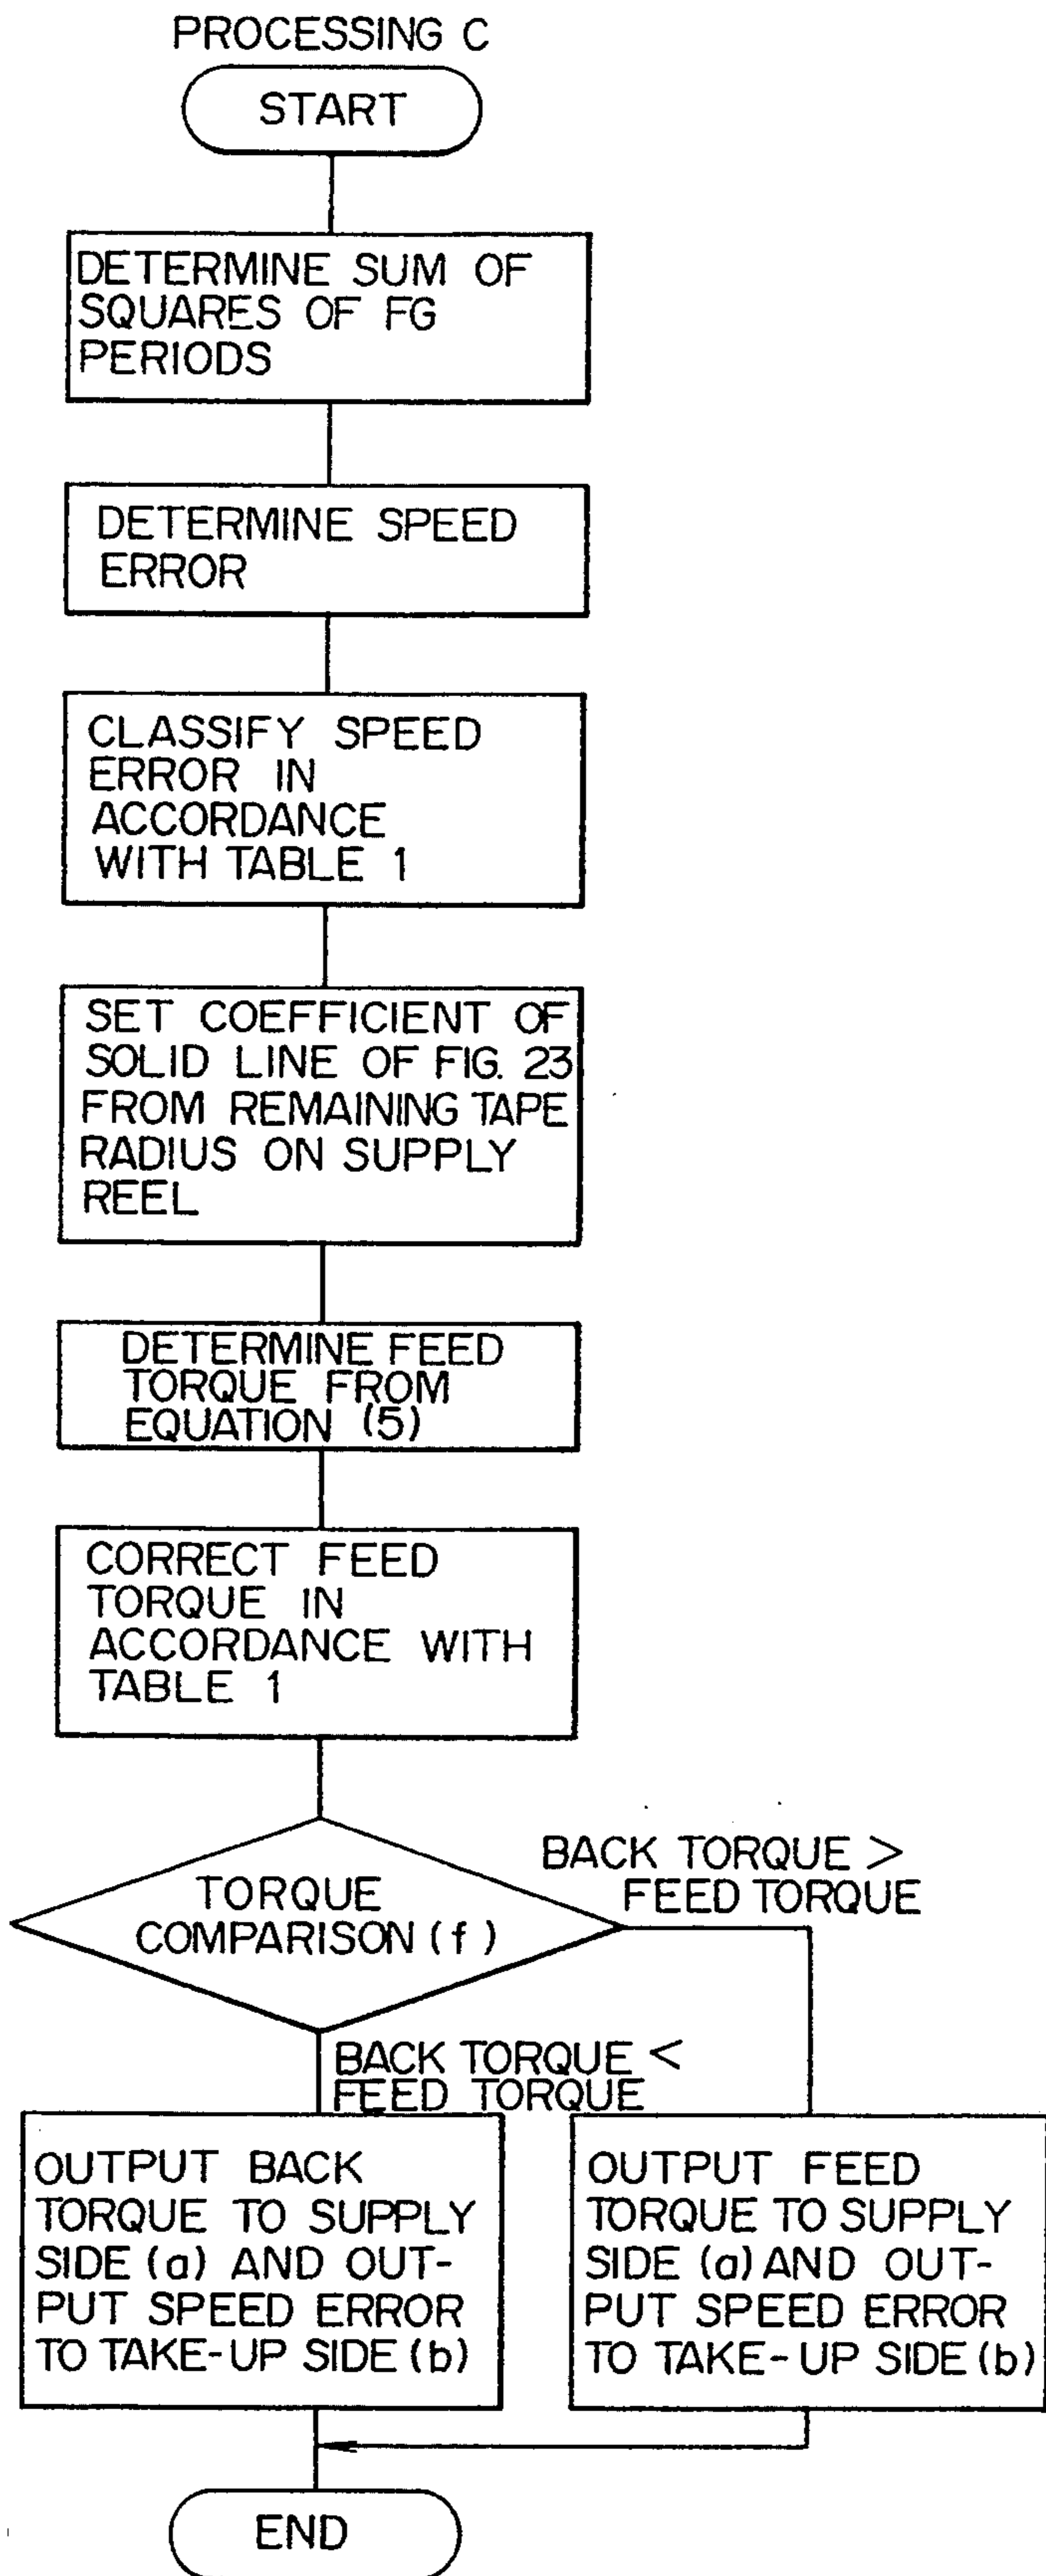 PROCESSING C
START
DETERMINE SUM OF
SQUARES OF FG
PERIODS
DETERMINE SPEED
ERROR
CLASSIFY SPEED
ERROR IN
ACCORDANCE
WITH TABLE 1
SET COEFFICIENT OF
SOLID LINE OF FIG. 23
FROM REMAINING TAPE
RADIUS ON SUPPLY
REEL
DETERMINE FEED
TORQUE FROM
EQUATION (5)
CORRECT FEED
TORQUE IN
ACCORDANCE WITH
TABLE 1
TORQUE
COMPARISON (f)
BACK TORQUE >
FEED TORQUE
BACK TORQUE <
FEED TORQUE
OUTPUT BACK
TORQUE TO SUPPLY
SIDE (a) AND OUT-
PUT SPEED ERROR
TO TAKE-UP SIDE (b)
OUTPUT FEED
TORQUE TO SUPPLY
SIDE (a) AND OUT-
PUT SPEED ERROR
TO TAKE-UP SIDE (b)
END